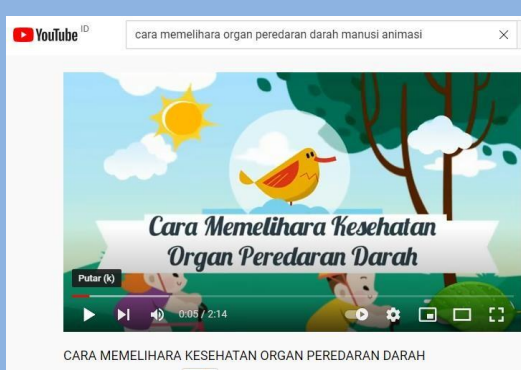 YouTube ID
cara memelihara organ peredaran darah manusi animasi
Cara Memelihara Kesehatan
Organ Peredaran Darah
Putar (k)
0:05 / 2:14
CARA MEMELIHARA KESEHATAN ORGAN PEREDARAN DARAH